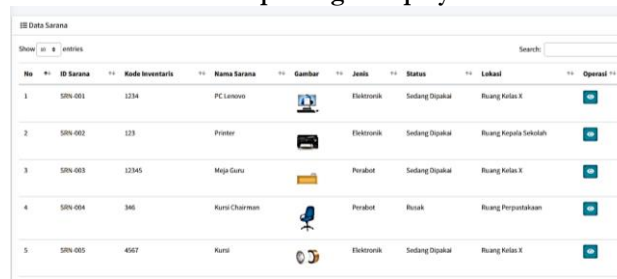 Data Sarana
Show entries Search:
No ID Sarana Kode Inventaris Nama Sarana Gambar Jenis Status Lokasi Operasi
1 SRN-001 1234 PC Lenovo Elektronik Sedang Dipakai Ruang Kelas X
2 SRN-002 123 Printer Elektronik Sedang Dipakai Ruang Kepala Sekolah
3 SRN-003 12345 Meja Guru Perabot Sedang Dipakai Ruang Kelas X
4 SRN-004 346 Kursi Chairman Perabot Rusak Ruang Perpustakaan
5 SRN-005 4567 Kursi Elektronik Sedang Dipakai Ruang Kelas X